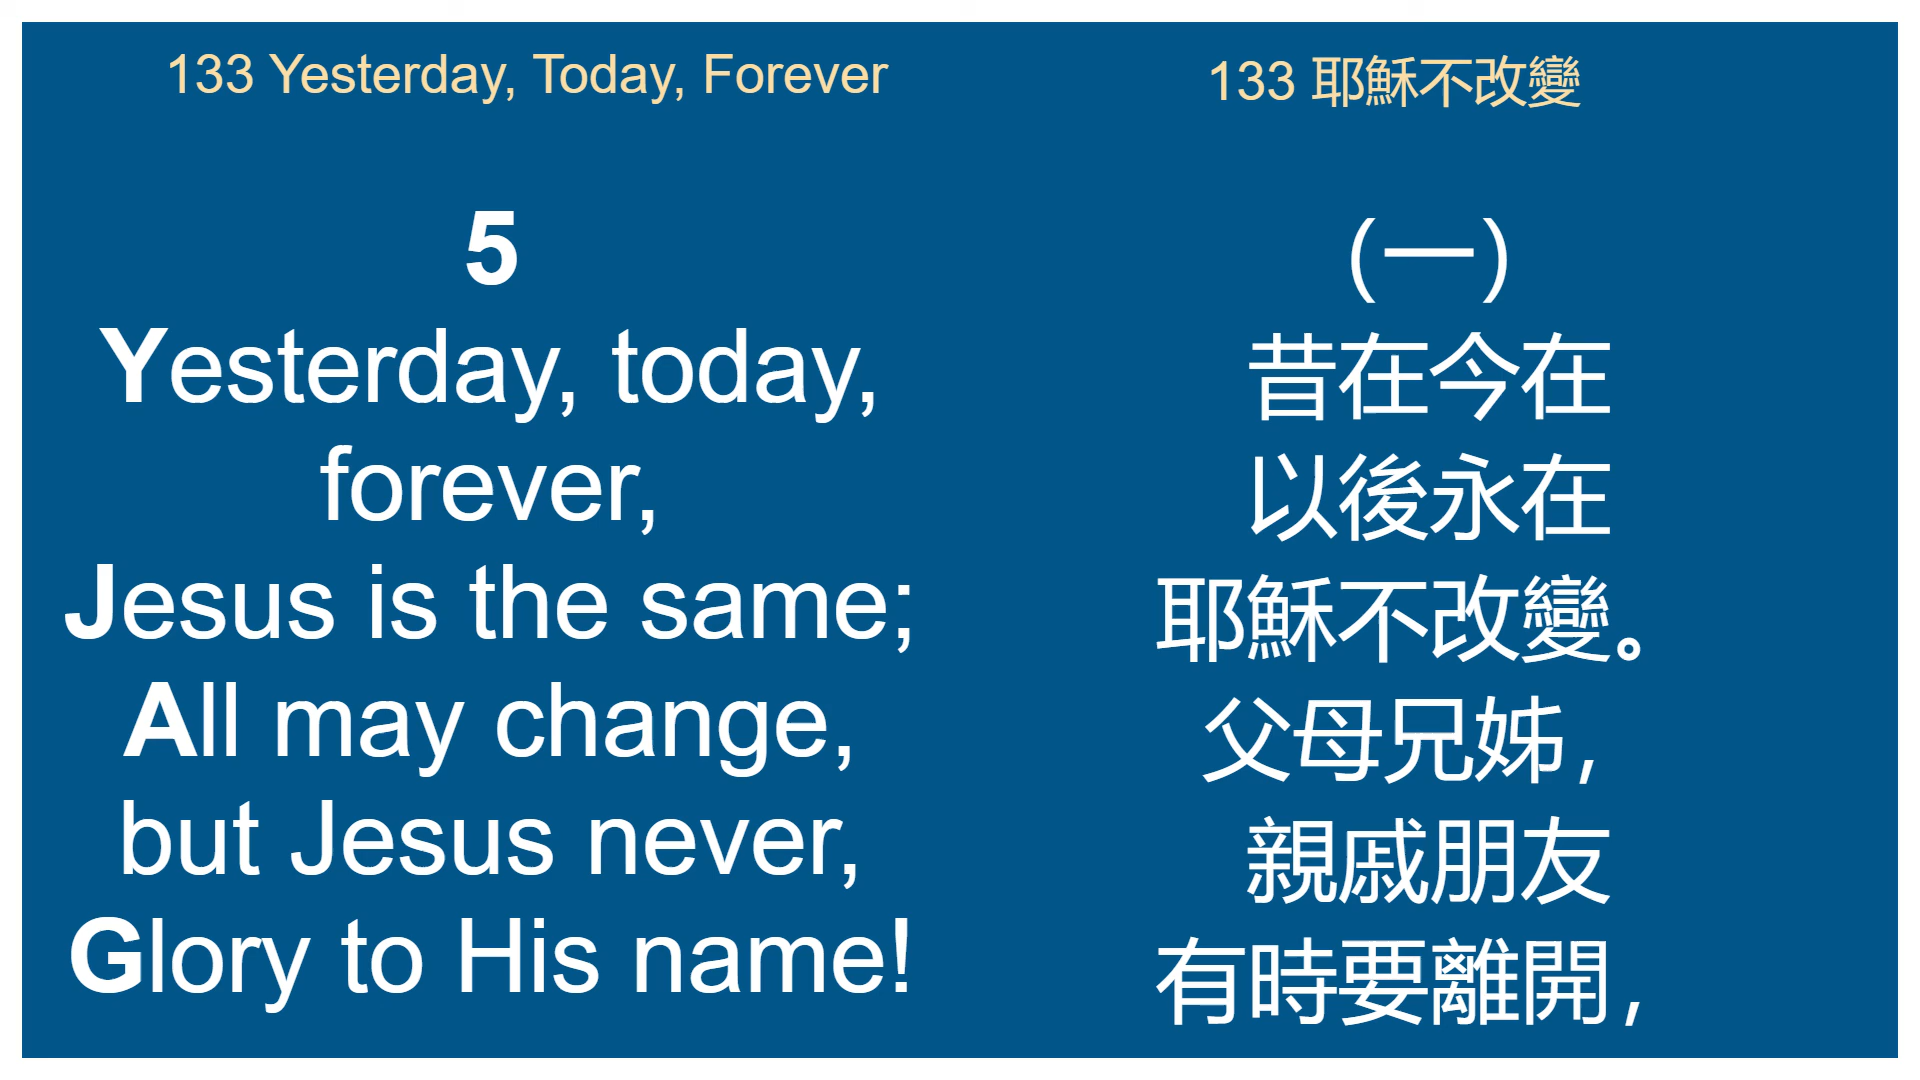 133 Yesterday, Today, Forever
5
Yesterday, today,
forever,
Jesus is the same;
All may change,
but Jesus never,
Glory to His name!
133 耶穌不改變
(一)
昔在今在
以後永在
耶穌不改變。
父母兄姊,
親戚朋友
有時要離開,